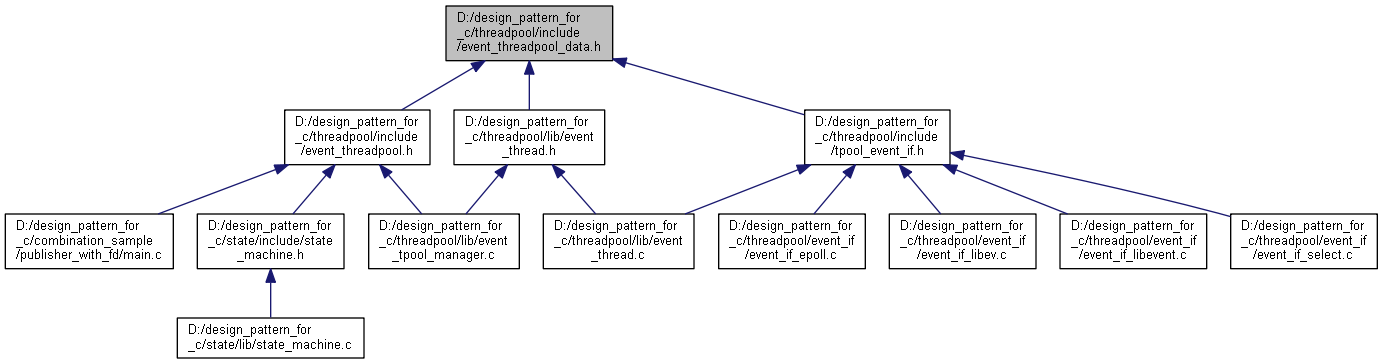 D:/design_pattern_for
_c/threadpool/include
/event_threadpool_data.h
D:/design_pattern_for
_c/threadpool/include
/event_threadpool.h
D:/design_pattern_for
_c/threadpool/lib/event
_thread.h
D:/design_pattern_for
_c/threadpool/include
/tpool_event_if.h
D:/design_pattern_for
_c/combination_sample
/publisher_with_fd/main.c
D:/design_pattern_for
_c/state/include/state
_machine.h
D:/design_pattern_for
_c/threadpool/lib/event
_tpool_manager.c
D:/design_pattern_for
_c/threadpool/lib/event
_thread.c
D:/design_pattern_for
_c/threadpool/event_if
/event_if_epoll.c
D:/design_pattern_for
_c/threadpool/event_if
/event_if_libev.c
D:/design_pattern_for
_c/threadpool/event_if
/event_if_libevent.c
D:/design_pattern_for
_c/threadpool/event_if
/event_if_select.c
D:/design_pattern_for
_c/state/lib/state_machine.c